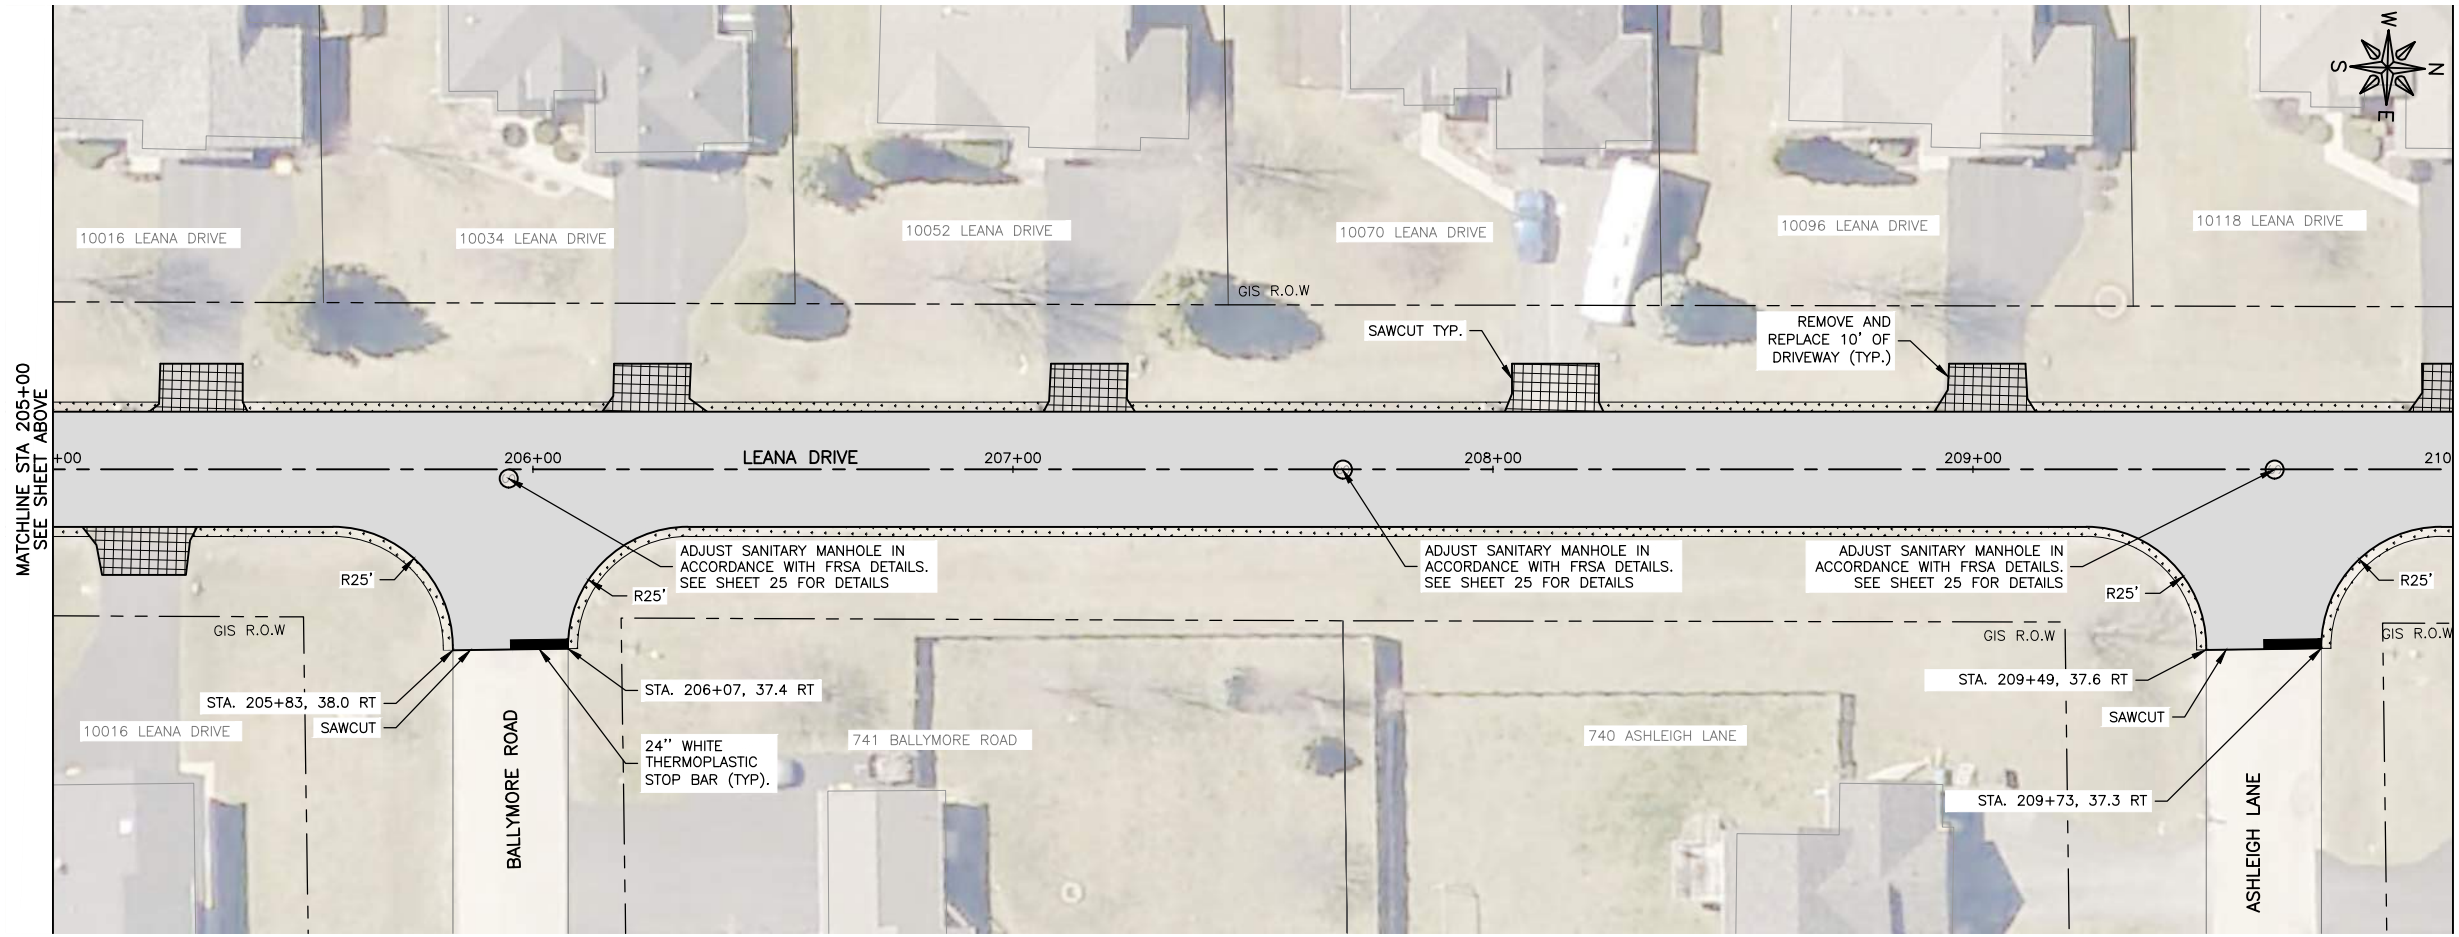 W
S
N
E
10016 LEANA DRIVE
10034 LEANA DRIVE
10052 LEANA DRIVE
10070 LEANA DRIVE
10096 LEANA DRIVE
10118 LEANA DRIVE
GIS R.O.W
SAWCUT TYP.
REMOVE AND
REPLACE 10' OF
DRIVEWAY (TYP.)
MATCHLINE STA 205+00
SEE SHEET ABOVE
+00
206+00
LEANA DRIVE
207+00
208+00
209+00
210
ADJUST SANITARY MANHOLE IN
ACCORDANCE WITH FRSA DETAILS.
SEE SHEET 25 FOR DETAILS
ADJUST SANITARY MANHOLE IN
ACCORDANCE WITH FRSA DETAILS.
SEE SHEET 25 FOR DETAILS
ADJUST SANITARY MANHOLE IN
ACCORDANCE WITH FRSA DETAILS.
SEE SHEET 25 FOR DETAILS
R25'
R25'
R25'
R25'
GIS R.O.W
GIS R.O.W
GIS R.O.W
STA. 205+83, 38.0 RT
SAWCUT
STA. 206+07, 37.4 RT
24'' WHITE
THERMOPLASTIC
STOP BAR (TYP).
STA. 209+49, 37.6 RT
SAWCUT
STA. 209+73, 37.3 RT
10016 LEANA DRIVE
BALLYMORE ROAD
741 BALLYMORE ROAD
740 ASHLEIGH LANE
ASHLEIGH LANE